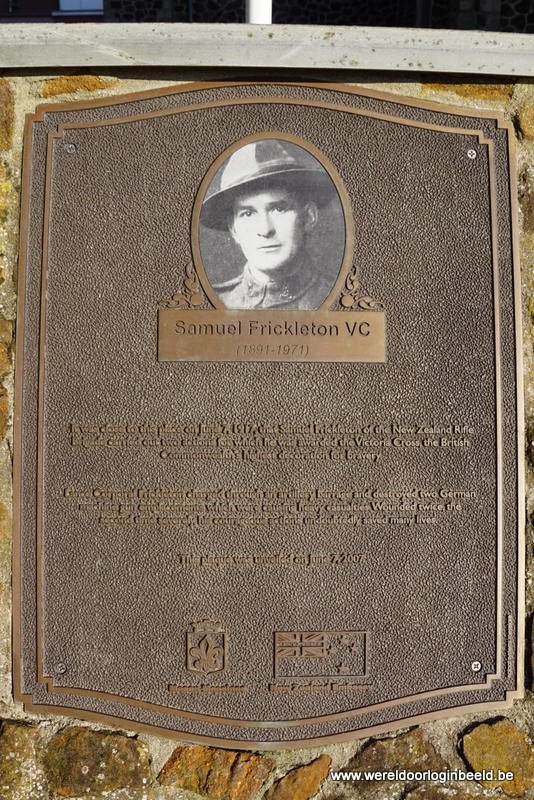 Samuel Frickleton VC
(1891-1971)
It was close to this place on June 7, 1917, that Samuel Frickleton of the New Zealand Rifle
Brigade carried out two actions for which he was awarded the Victoria Cross, the British
Commonwealth's highest decoration for bravery.
Lance Corporal Frickleton charged through an artillery barrage and destroyed two German
machine gun emplacements which were causing heavy casualties. Wounded twice, the
second time severely, his courageous actions undoubtedly saved many lives.
This plaque was unveiled on June 7, 2007.
www.wereldoorloginbeeld.be